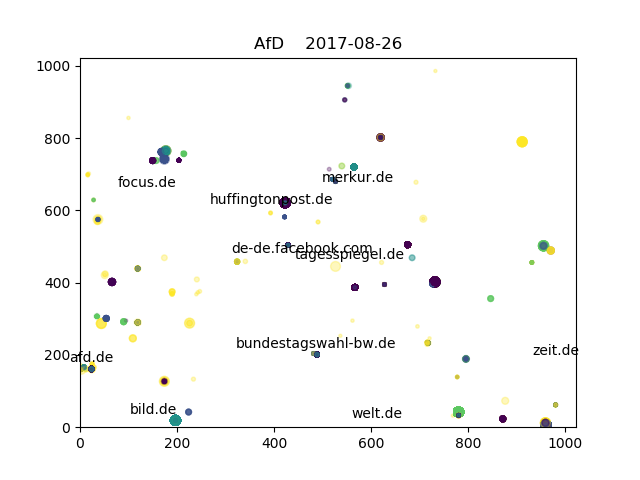 AfD    2017-08-26
1000
800
focus.de
merkur.de
huffingtonpost.de
600
de-de.facebook.com
tagesspiegel.de
400
bundestagswahl-bw.de
zeit.de
200
afd.de
bild.de
welt.de
0
0 200 400 600 800 1000